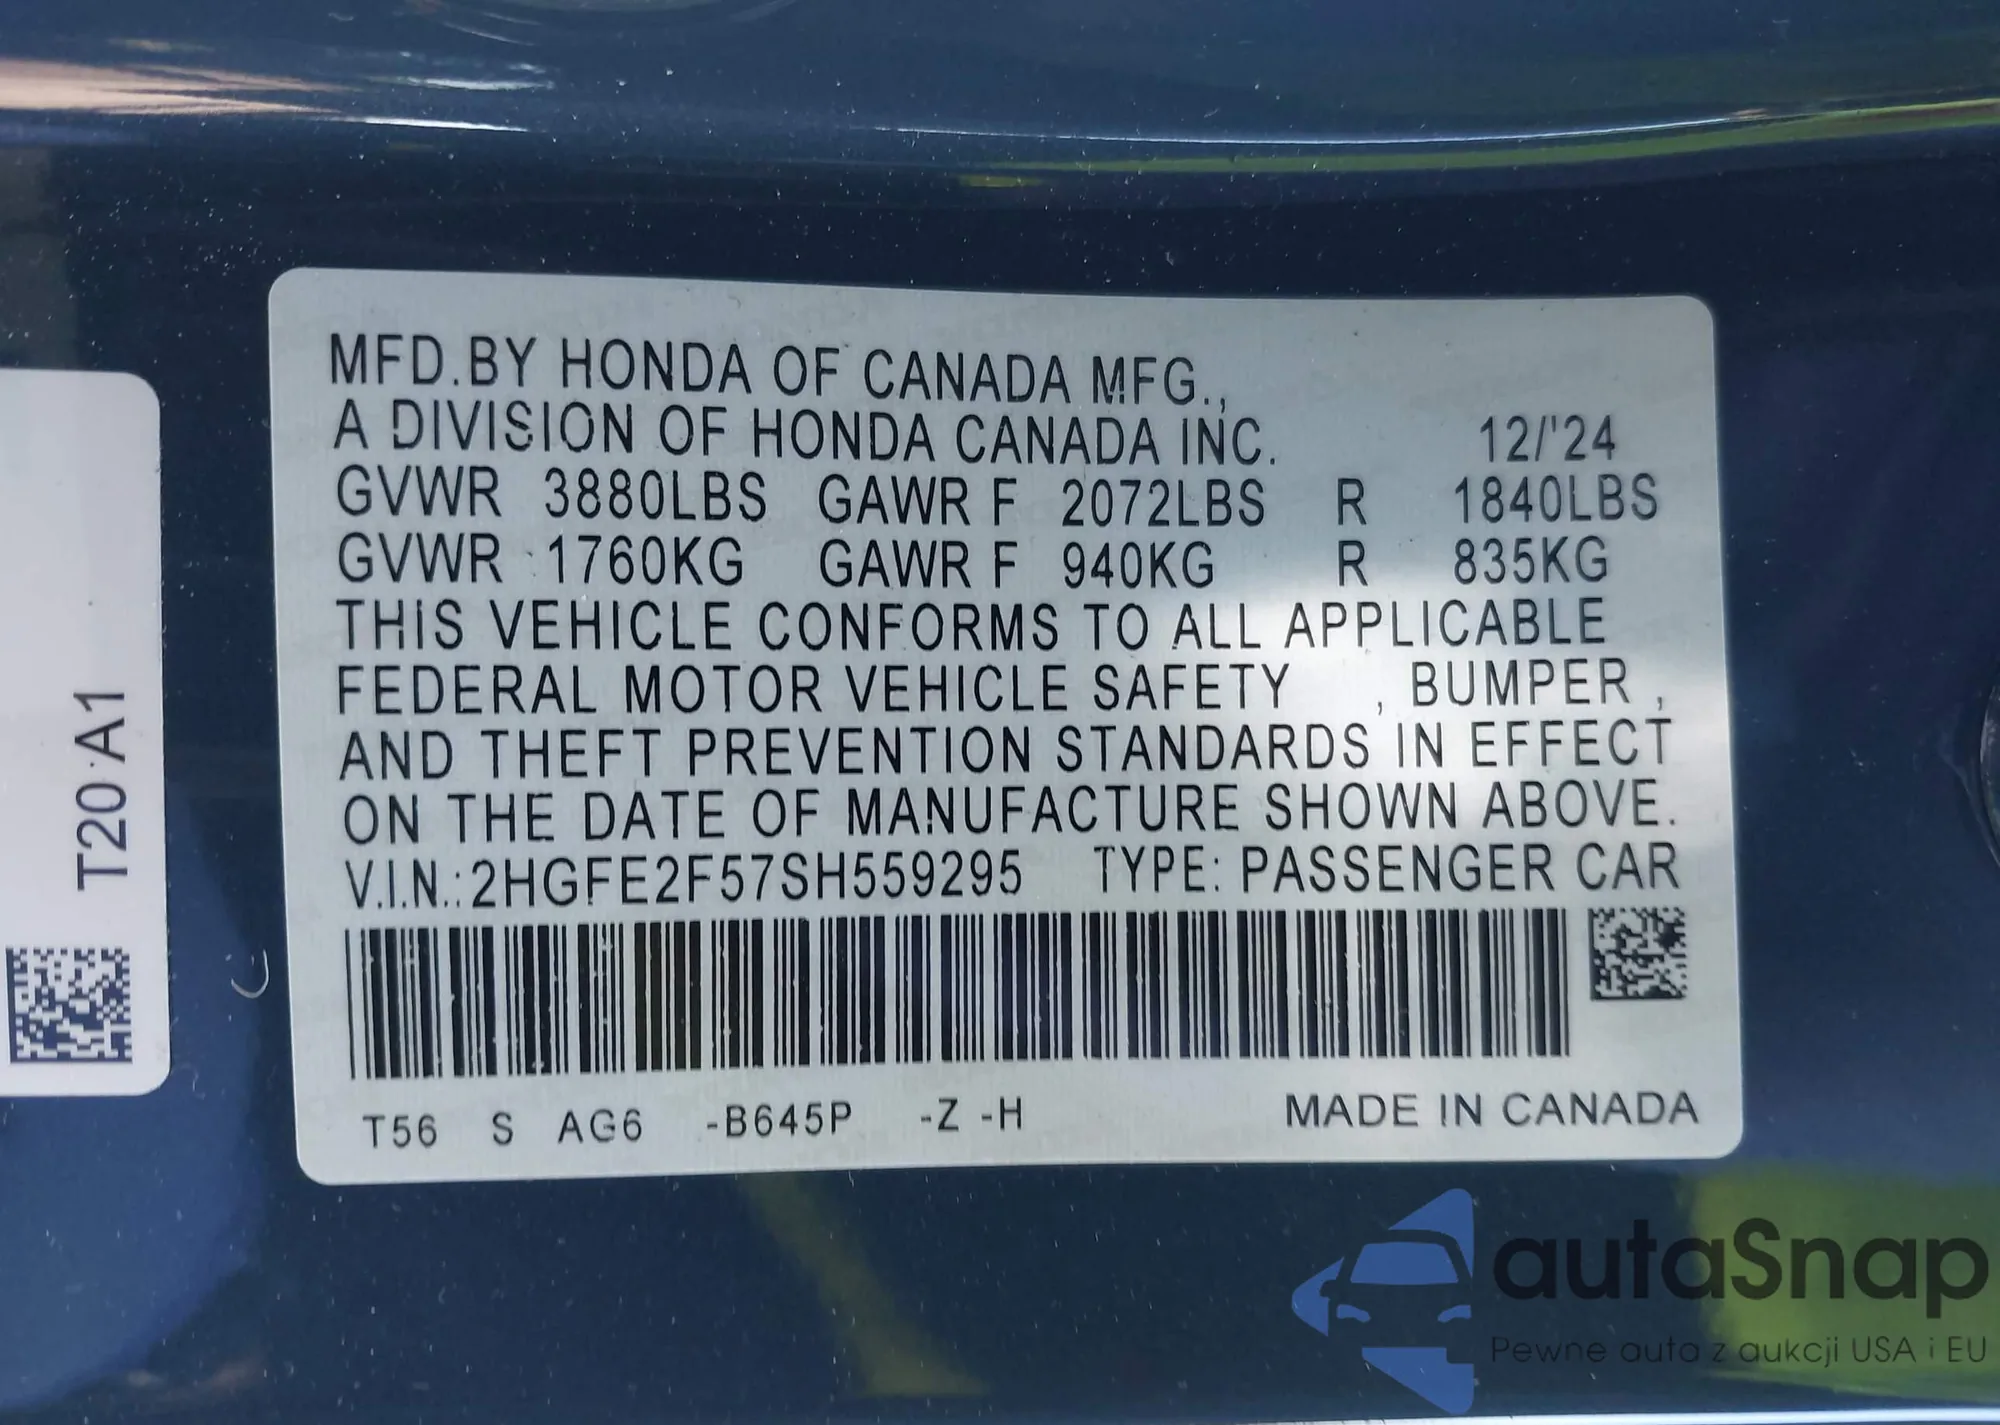 MFD.BY HONDA OF CANADA MFG.,
A DIVISION OF HONDA CANADA INC. 12/'24
GVWR 3880LBS GAWR F 2072LBS R 1840LBS
GVWR 1760KG GAWR F 940KG R 835KG
THIS VEHICLE CONFORMS TO ALL APPLICABLE
FEDERAL MOTOR VEHICLE SAFETY , BUMPER ,
AND THEFT PREVENTION STANDARDS IN EFFECT
ON THE DATE OF MANUFACTURE SHOWN ABOVE.
V.I.N.:2HGFE2F57SH559295 TYPE: PASSENGER CAR
T56 S AG6 -B645P -Z -H MADE IN CANADA
T20 A1
autaSnap
Pewne auta z aukcji USA i EU